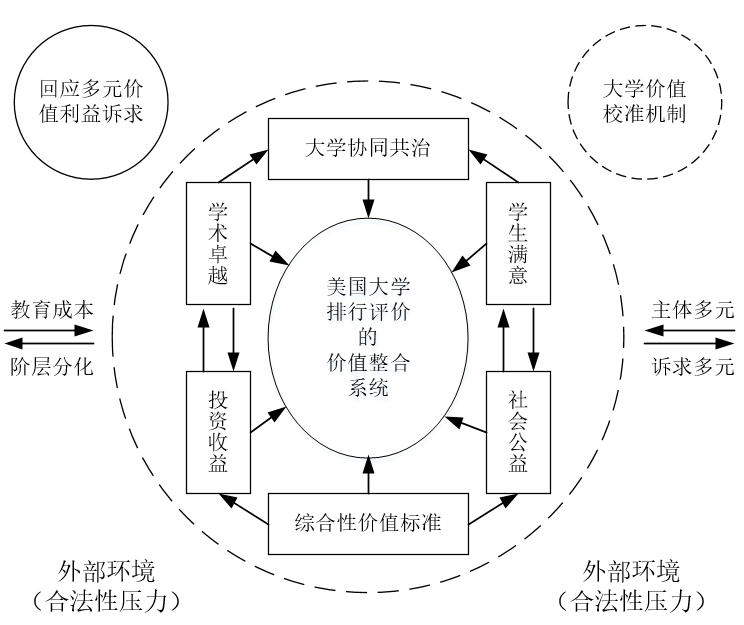 回应多元价
值利益诉求
大学价值
校准机制
大学协同共治
学术卓越
学生满意
美国大学
排行评价
的
价值整合
系统
教育成本
阶层分化
主体多元
诉求多元
投资收益
社会公益
综合性价值标准
外部环境
（合法性压力）
外部环境
（合法性压力）